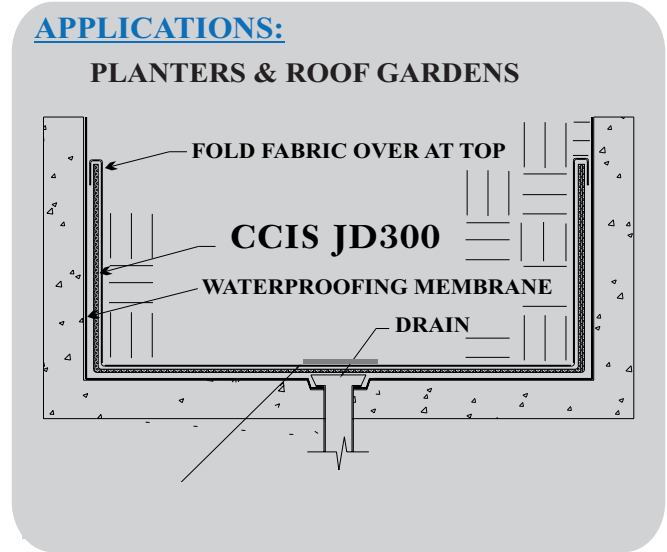 APPLICATIONS:
PLANTERS & ROOF GARDENS
FOLD FABRIC OVER AT TOP
CCIS JD300
WATERPROOFING MEMBRANE
DRAIN